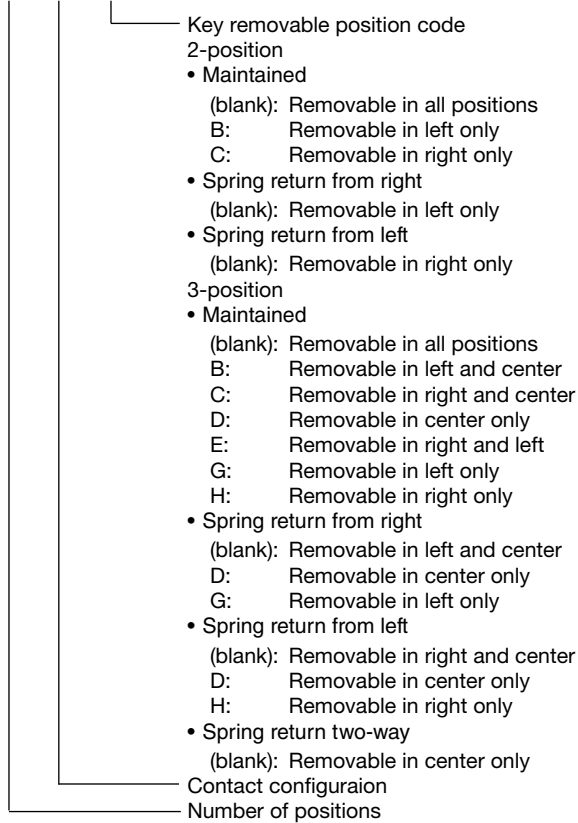 Key removable position code
2-position
• Maintained
(blank): Removable in all positions
B: Removable in left only
C: Removable in right only
• Spring return from right
(blank): Removable in left only
• Spring return from left
(blank): Removable in right only
3-position
• Maintained
(blank): Removable in all positions
B: Removable in left and center
C: Removable in right and center
D: Removable in center only
E: Removable in right and left
G: Removable in left only
H: Removable in right only
• Spring return from right
(blank): Removable in left and center
D: Removable in center only
G: Removable in left only
• Spring return from left
(blank): Removable in right and center
D: Removable in center only
H: Removable in right only
• Spring return two-way
(blank): Removable in center only
Contact configuraion
Number of positions